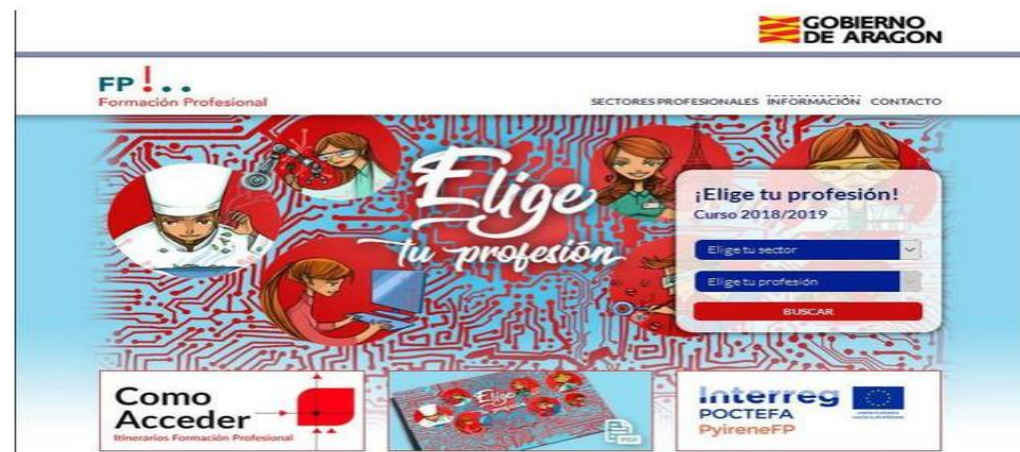 GOBIERNO
DE ARAGON
FP!..
Formación Profesional
SECTORES PROFESIONALES INFORMACIÓN CONTACTO
Elige
tu profesión
¡Elige tu profesión!
Curso 2018/2019
Elige tu sector
Elige tu profesión
BUSCAR
Como
Acceder
Itinerarios Formación Profesional
Elige
PDF
Interreg
POCTEFA
PyireneFP